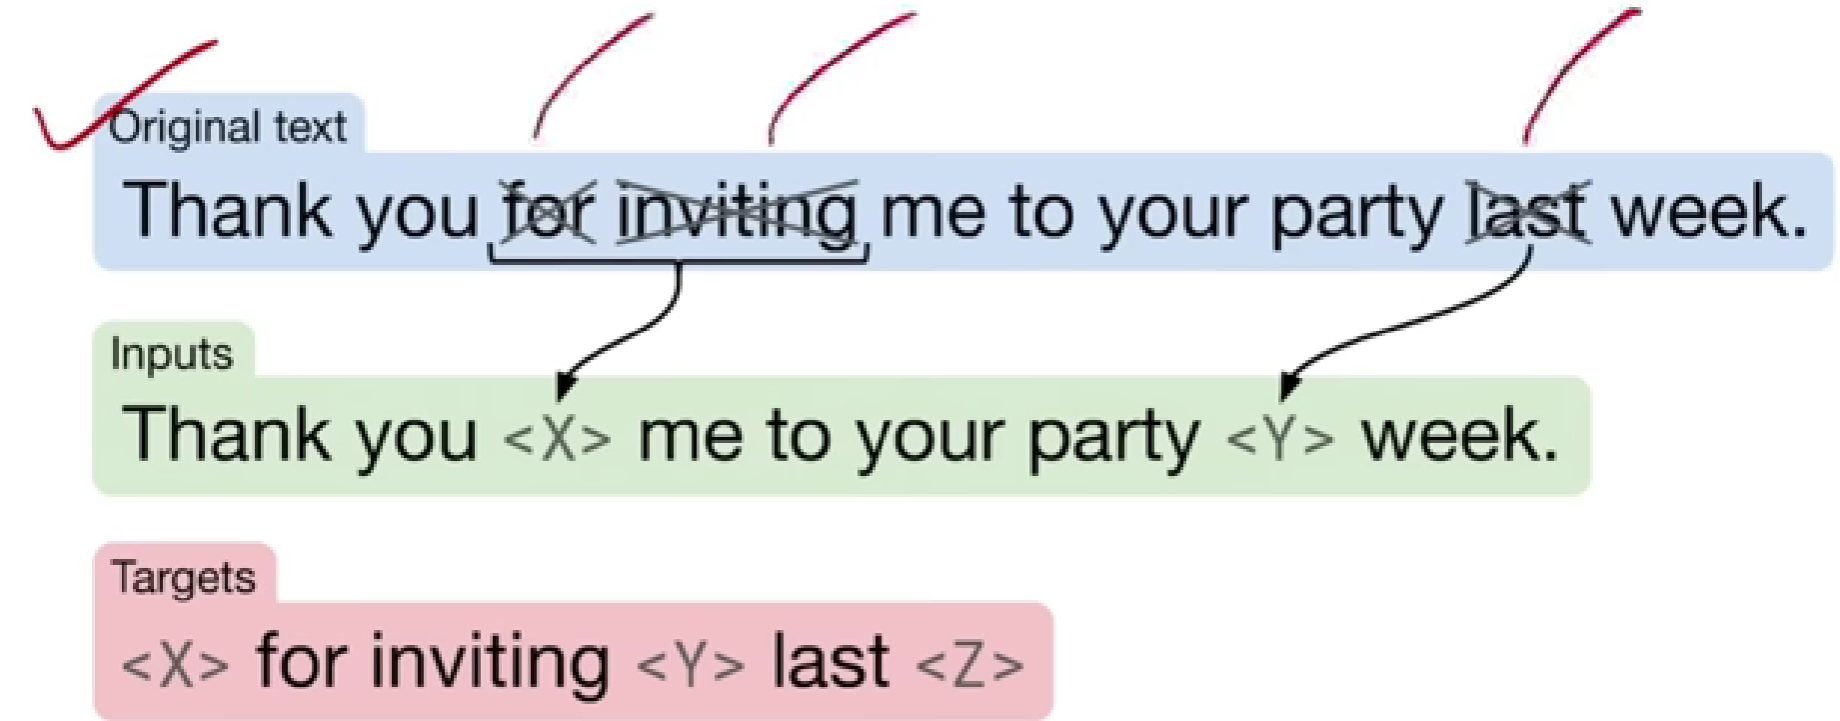 Original text
Thank you for inviting me to your party last week.
Inputs
Thank you <X> me to your party <Y> week.
Targets
<X> for inviting <Y> last <Z>